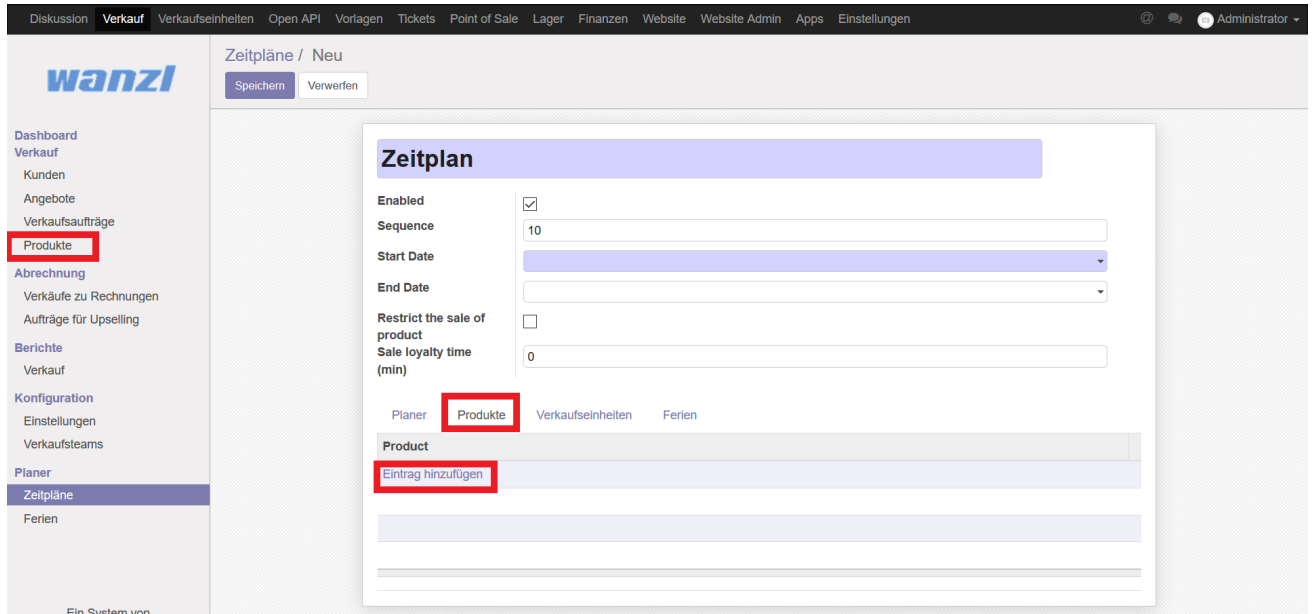 Diskussion Verkauf Verkaufseinheiten Open API Vorlagen Tickets Point of Sale Lager Finanzen Website Website Admin Apps Einstellungen @ Administrator
wanzl
Zeitpläne / Neu
Speichern Verwerfen
Dashboard
Verkauf
Kunden
Angebote
Verkaufsaufträge
Produkte
Abrechnung
Verkäufe zu Rechnungen
Aufträge für Upselling
Berichte
Verkauf
Konfiguration
Einstellungen
Verkaufsteams
Planer
Zeitpläne
Ferien
Ein System von
Zeitplan
Enabled
Sequence 10
Start Date
End Date
Restrict the sale of
product
Sale loyalty time
(min) 0
Planer Produkte Verkaufseinheiten Ferien
Product
Eintrag hinzufügen